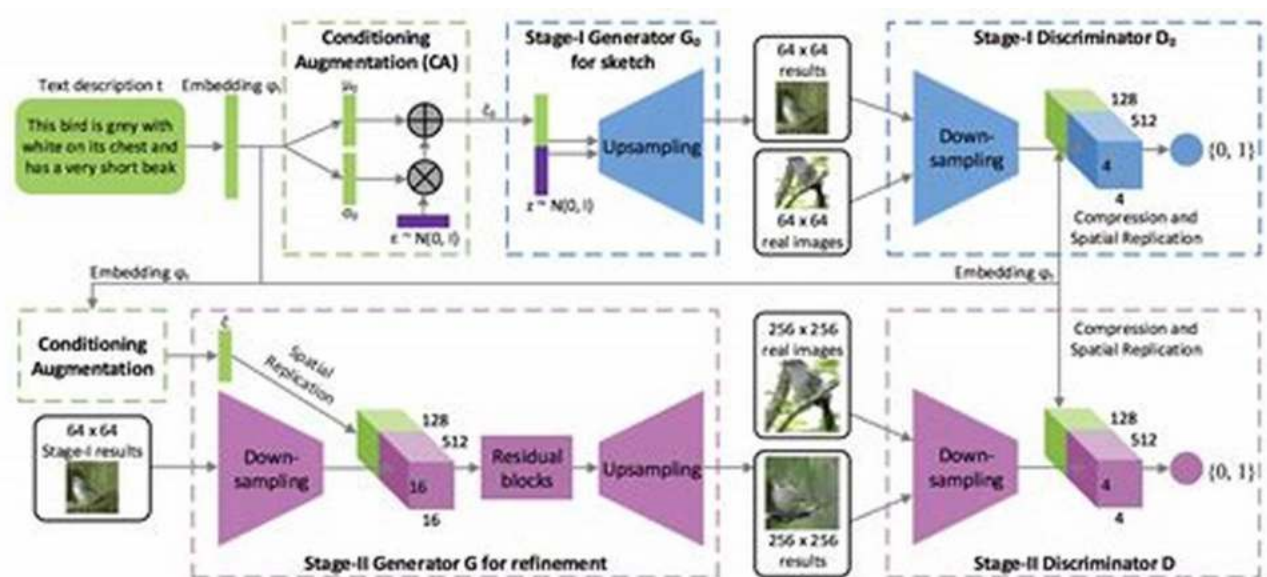 Text description t
Embedding φt
This bird is grey with
white on its chest and
has a very short beak
Conditioning
Augmentation (CA)
μ0
σ0
ε ~ N(0, I)
ĉ0
Stage-I Generator G0
for sketch
Upsampling
z ~ N(0, I)
64 x 64
results
64 x 64
real images
Stage-I Discriminator D0
Down-
sampling
128
512
4
4
{0, 1}
Compression and
Spatial Replication
Embedding φt
Embedding φt
Conditioning
Augmentation
64 x 64
Stage-I results
ĉ
Spatial
Replication
Down-
sampling
128
512
16
16
Residual
blocks
Upsampling
Stage-II Generator G for refinement
256 x 256
real images
256 x 256
results
Compression and
Spatial Replication
Down-
sampling
128
512
4
4
{0, 1}
Stage-II Discriminator D